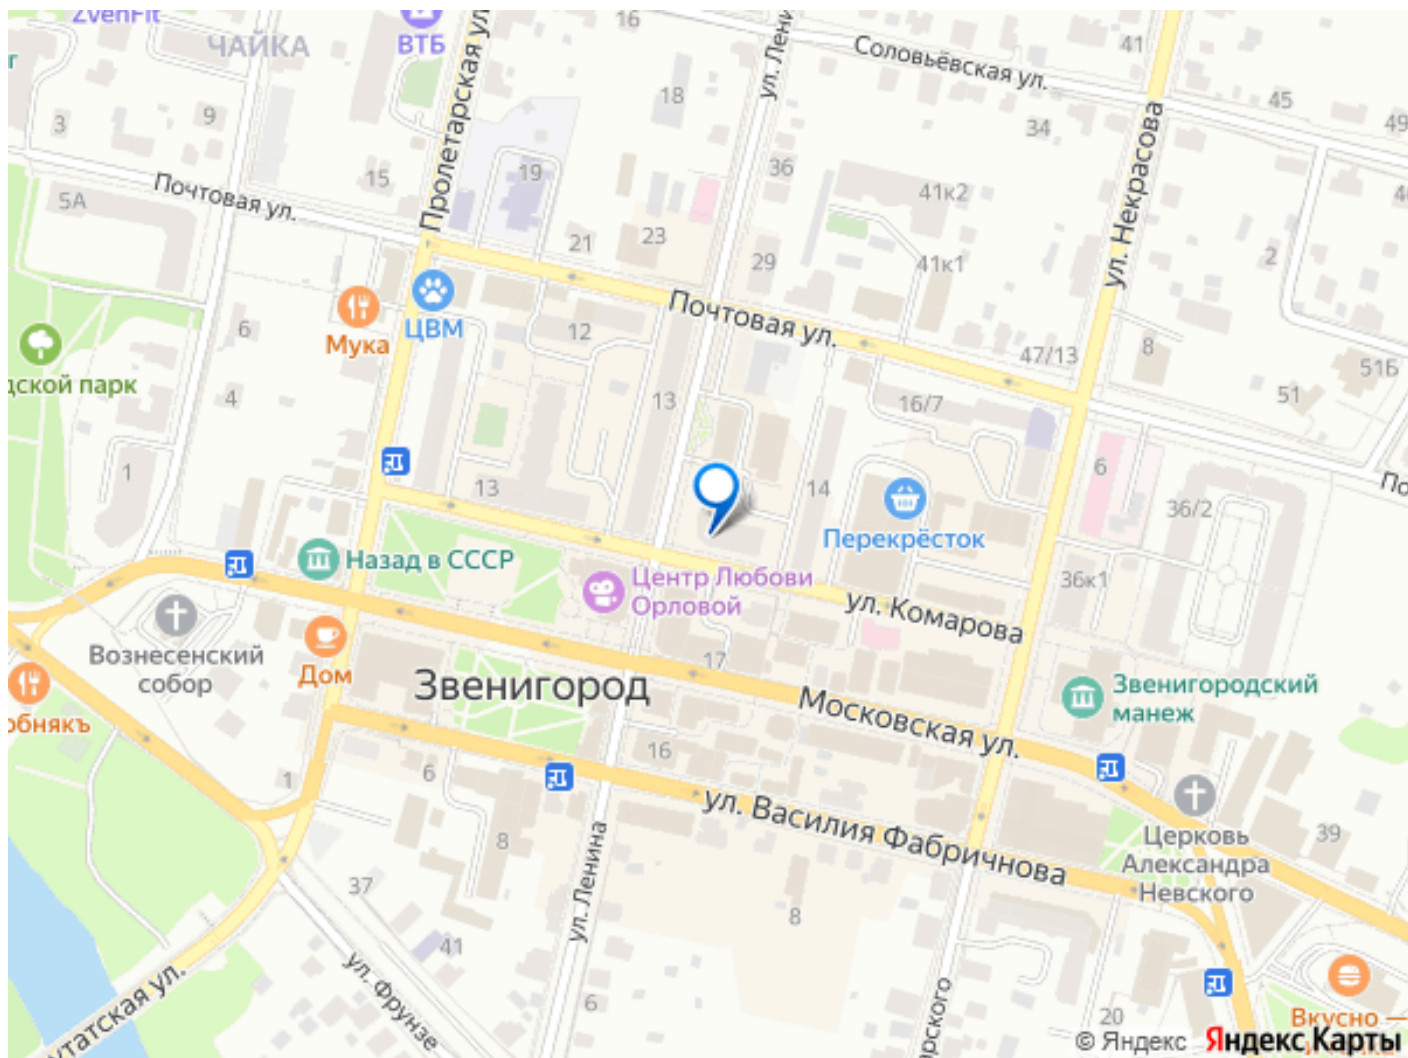 ZvenFit
ЧАЙКА
ВТБ
16
Соловьёвская ул.
41
45
49
3
9
18
34
36
Пролетарская ул.
ул. Ленина
ул. Некрасова
Почтовая ул.
5А
15
19
21
23
29
41к2
41к1
2
ЦВМ
Мука
дской парк
6
4
12
Почтовая ул.
47/13
8
51Б
51
13
16/7
1
13
14
6
36/2
Перекрёсток
Назад в СССР
Центр Любови
Орловой
ул. Комарова
36к1
Вознесенский
собор
Дом
Звенигород
17
Московская ул.
Звенигородский
манеж
обнякъ
1
6
16
8
ул. Василия Фабричнова
Церковь
Александра
Невского
39
37
41
8
ул. Ленина
ул. Фрунзе
утатская ул.
6
арского
20
Вкусно —
© Яндекс Яндекс Карты